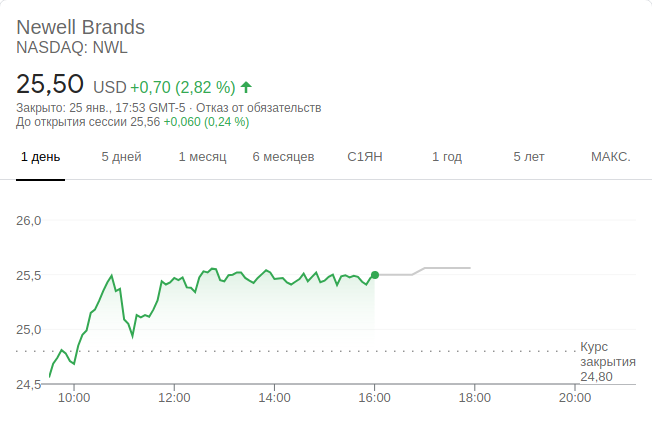 Newell Brands
NASDAQ: NWL
25,50 USD +0,70 (2,82 %)
Закрыто: 25 янв., 17:53 GMT-5 · Отказ от обязательств
До открытия сессии 25,56 +0,060 (0,24 %)
1 день 5 дней 1 месяц 6 месяцев С1ЯН 1 год 5 лет МАКС.
26,0
25,5
25,0
Курс
закрытия
24,80
24,5
10:00 12:00 14:00 16:00 18:00 20:00